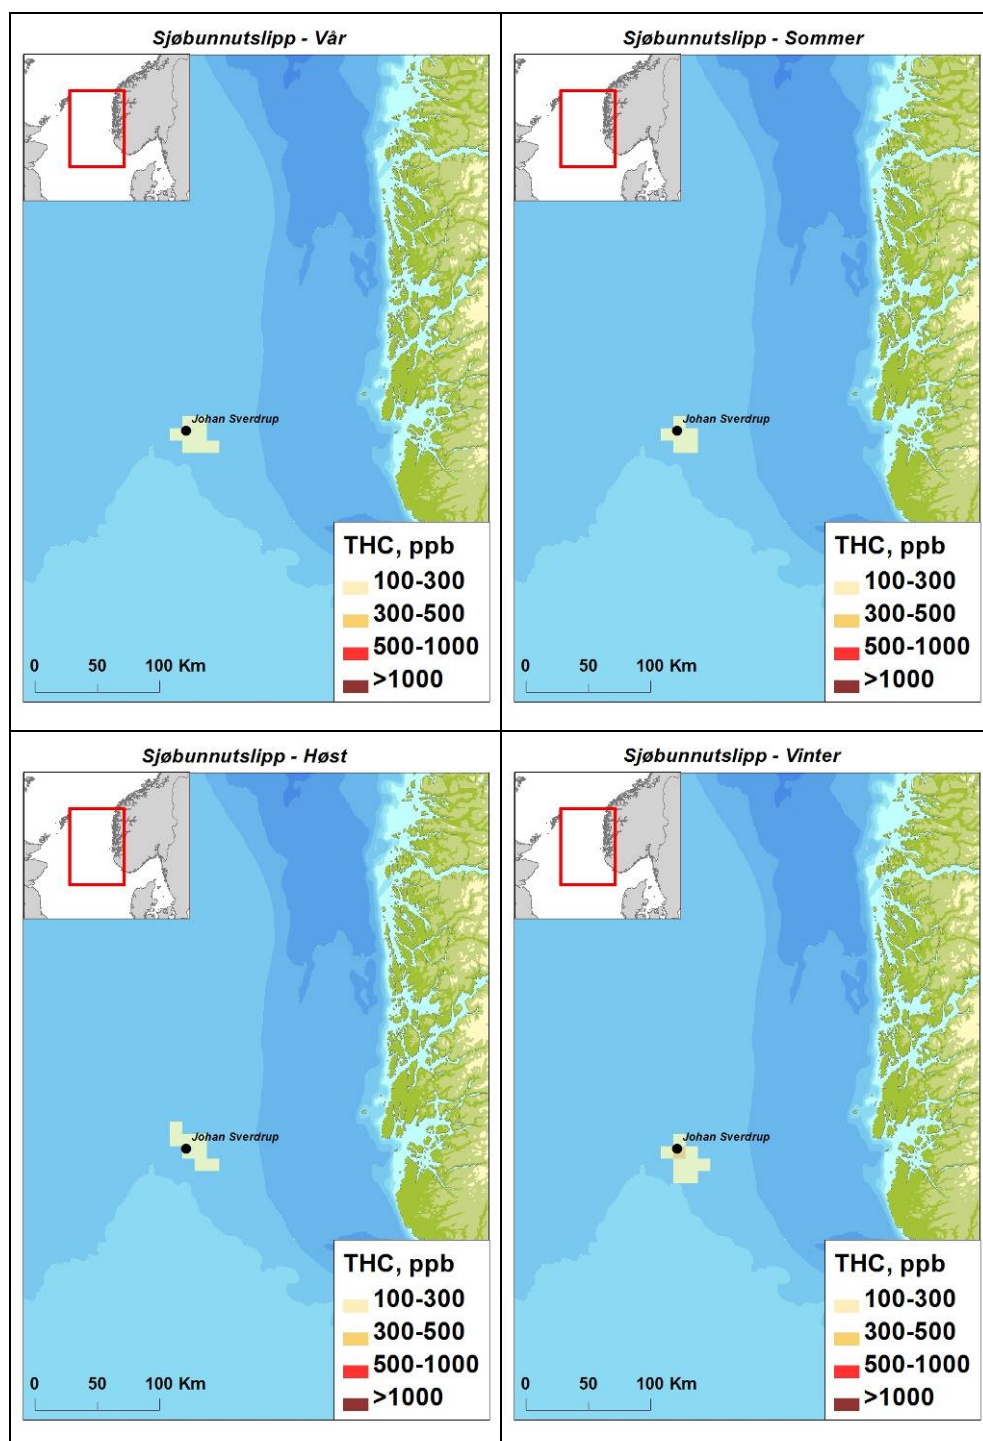 Sjøbunnutslipp - Vår
Johan Sverdrup
THC, ppb
100-300
300-500
500-1000
>1000
0 50 100 Km
Sjøbunnutslipp - Sommer
Johan Sverdrup
THC, ppb
100-300
300-500
500-1000
>1000
0 50 100 Km
Sjøbunnutslipp - Høst
Johan Sverdrup
THC, ppb
100-300
300-500
500-1000
>1000
0 50 100 Km
Sjøbunnutslipp - Vinter
Johan Sverdrup
THC, ppb
100-300
300-500
500-1000
>1000
0 50 100 Km